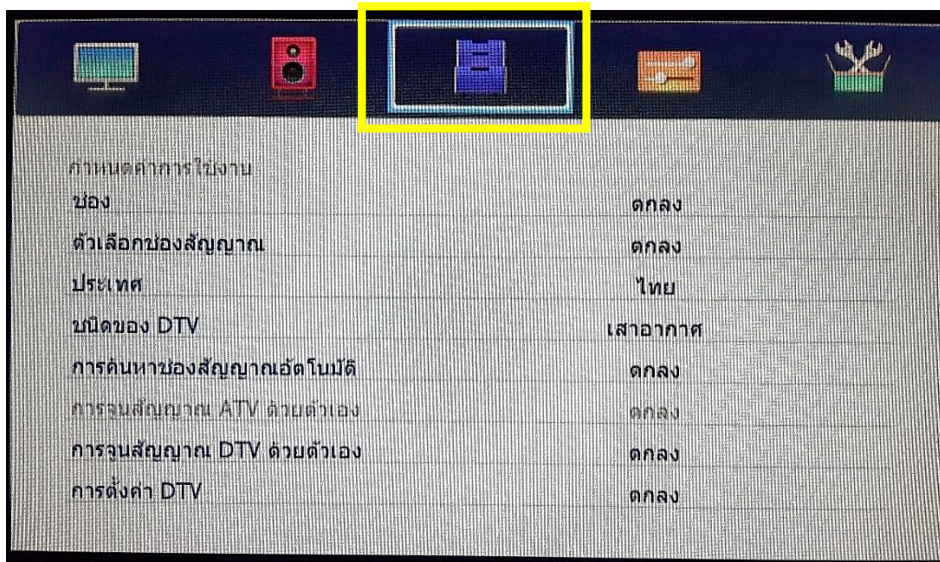 กำหนดค่าการใช้งาน
ช่อง ตกลง
ตัวเลือกช่องสัญญาณ ตกลง
ประเทศ ไทย
ชนิดของ DTV เสาอากาศ
การค้นหาช่องสัญญาณอัตโนมัติ ตกลง
การจูนสัญญาณ ATV ด้วยตัวเอง ตกลง
การจูนสัญญาณ DTV ด้วยตัวเอง ตกลง
การตั้งค่า DTV ตกลง